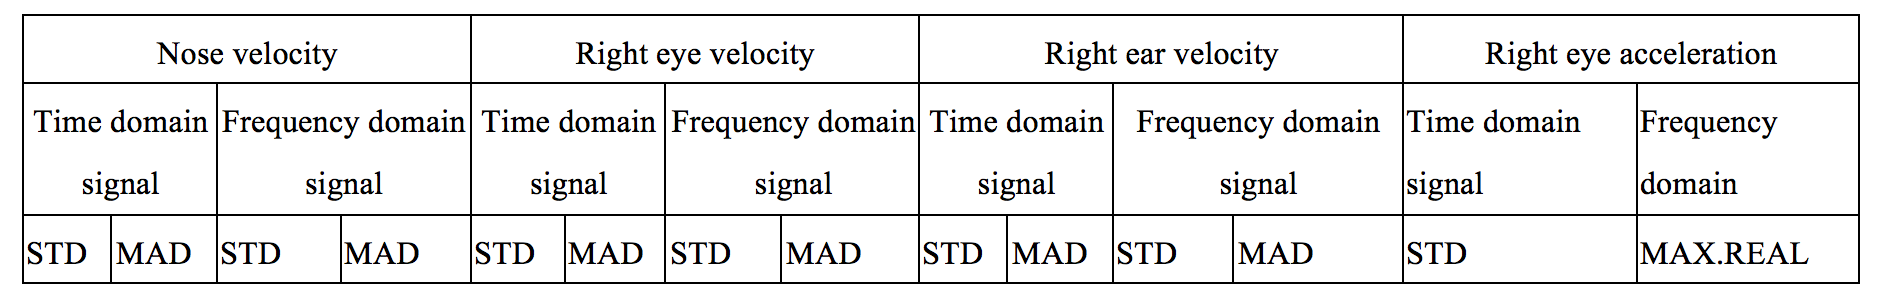 Nose velocity Right eye velocity Right ear velocity Right eye acceleration
Time domain Frequency domain Time domain Frequency domain Time domain Frequency domain Time domain Frequency
signal signal signal signal signal signal signal domain
STD MAD STD MAD STD MAD STD MAD STD MAD STD MAD STD MAX.REAL